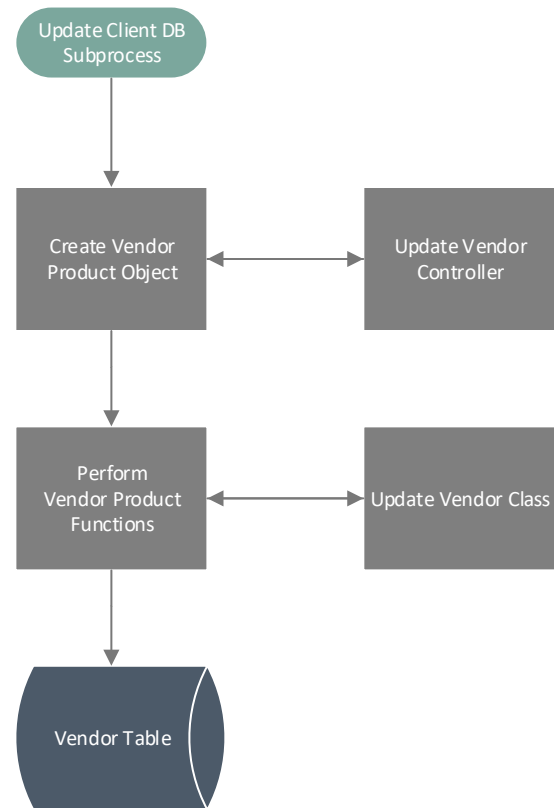 Update Client DB
Subprocess
Create Vendor
Product Object
Update Vendor
Controller
Perform
Vendor Product
Functions
Update Vendor Class
Vendor Table